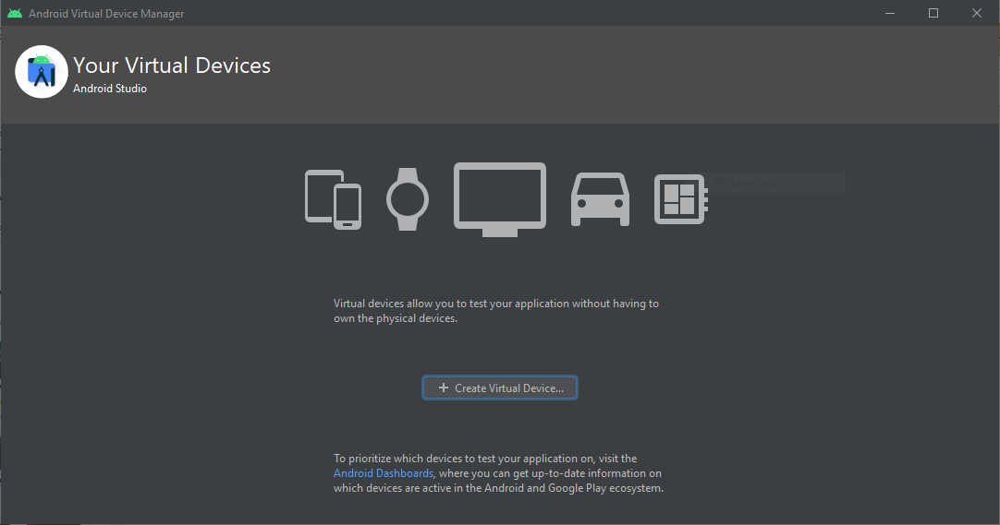 Android Virtual Device Manager
Your Virtual Devices
Android Studio
Virtual devices allow you to test your application without having to
own the physical devices.
+ Create Virtual Device...
To prioritize which devices to test your application on, visit the
Android Dashboards, where you can get up-to-date information on
which devices are active in the Android and Google Play ecosystem.